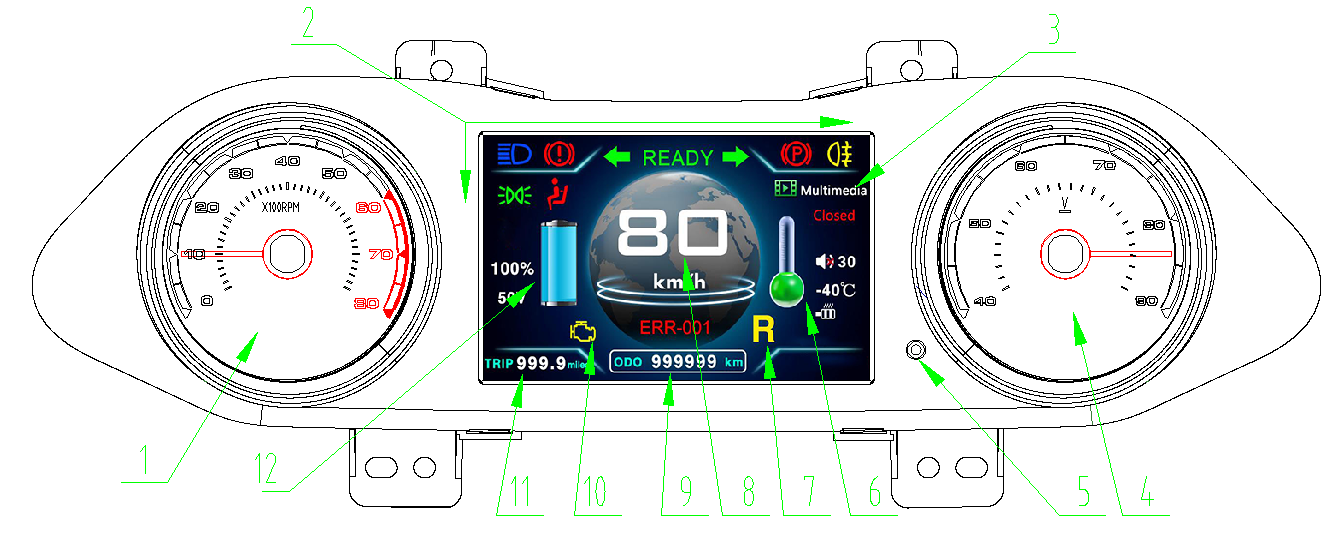 2
3
40
30
50
20
X100RPM
60
10
70
0
80
READY
P
Multimedia
Closed
80
km/h
100%
50V
30
-40℃
ERR-001
R
TRIP 999.9 miles
ODO 999999 km
70
60
V
50
80
40
90
1
12
11
10
9
8
7
6
5
4